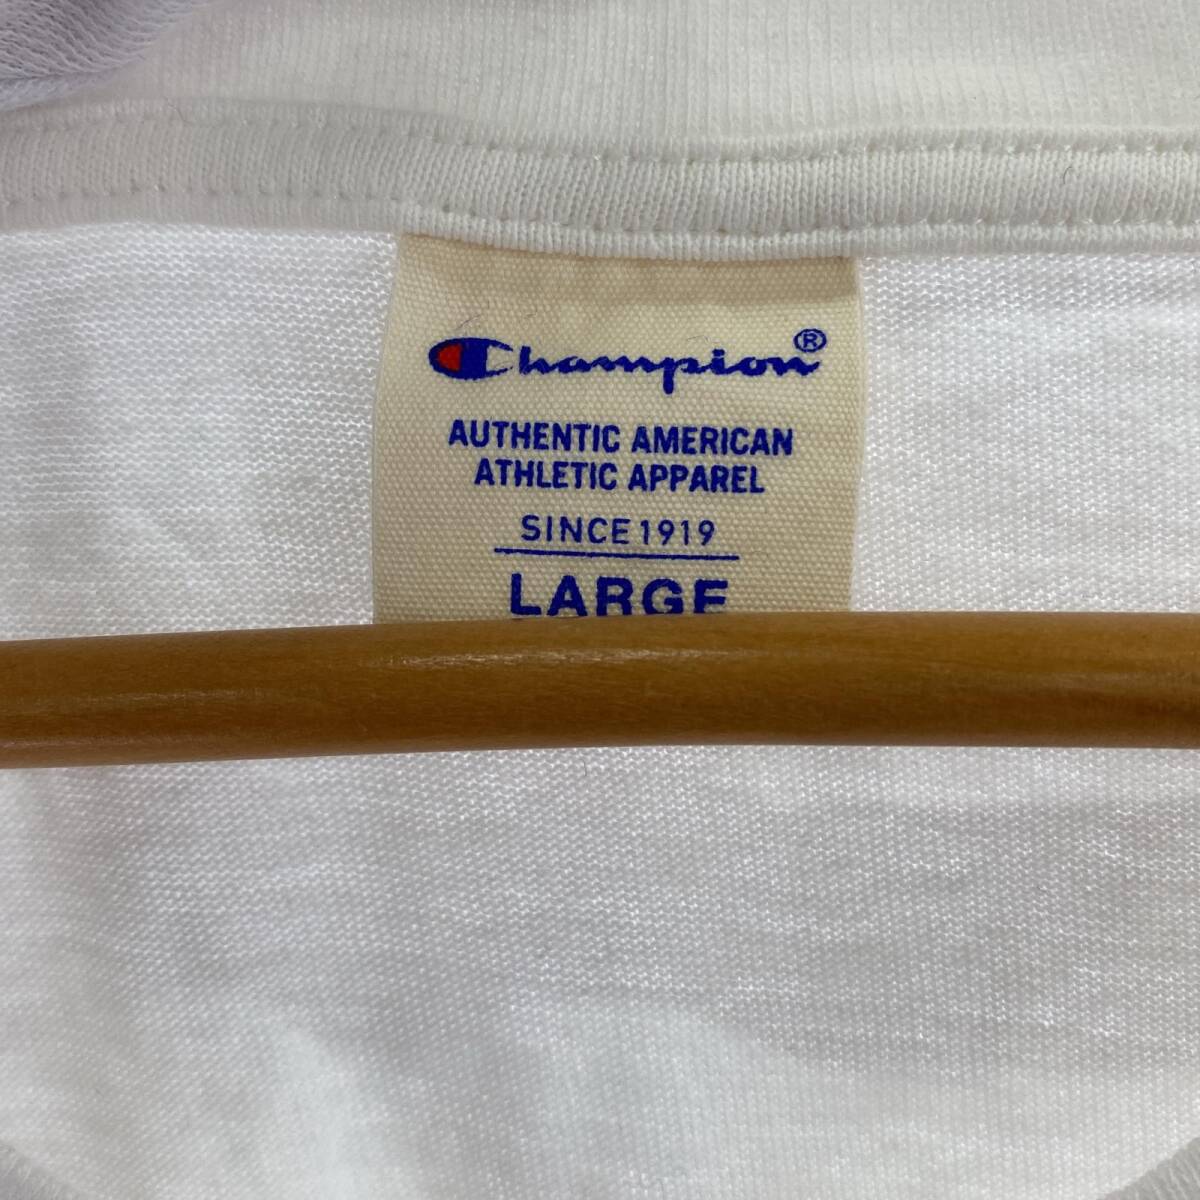 Champion®
AUTHENTIC AMERICAN
ATHLETIC APPAREL
SINCE 1919
LARGE